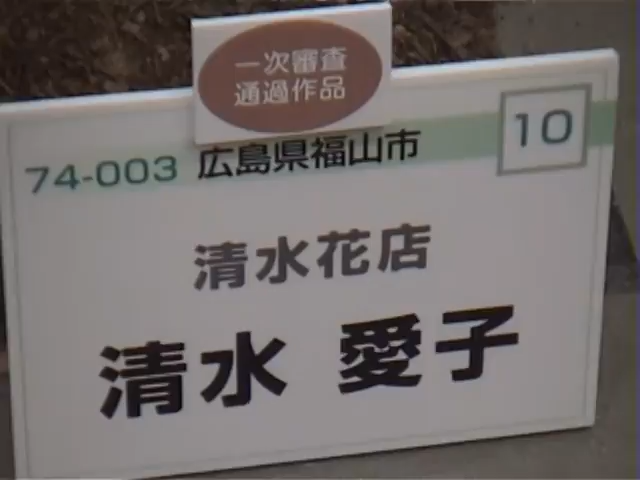 一次審査
通過作品
74-003 広島県福山市
10
清水花店
清水 愛子